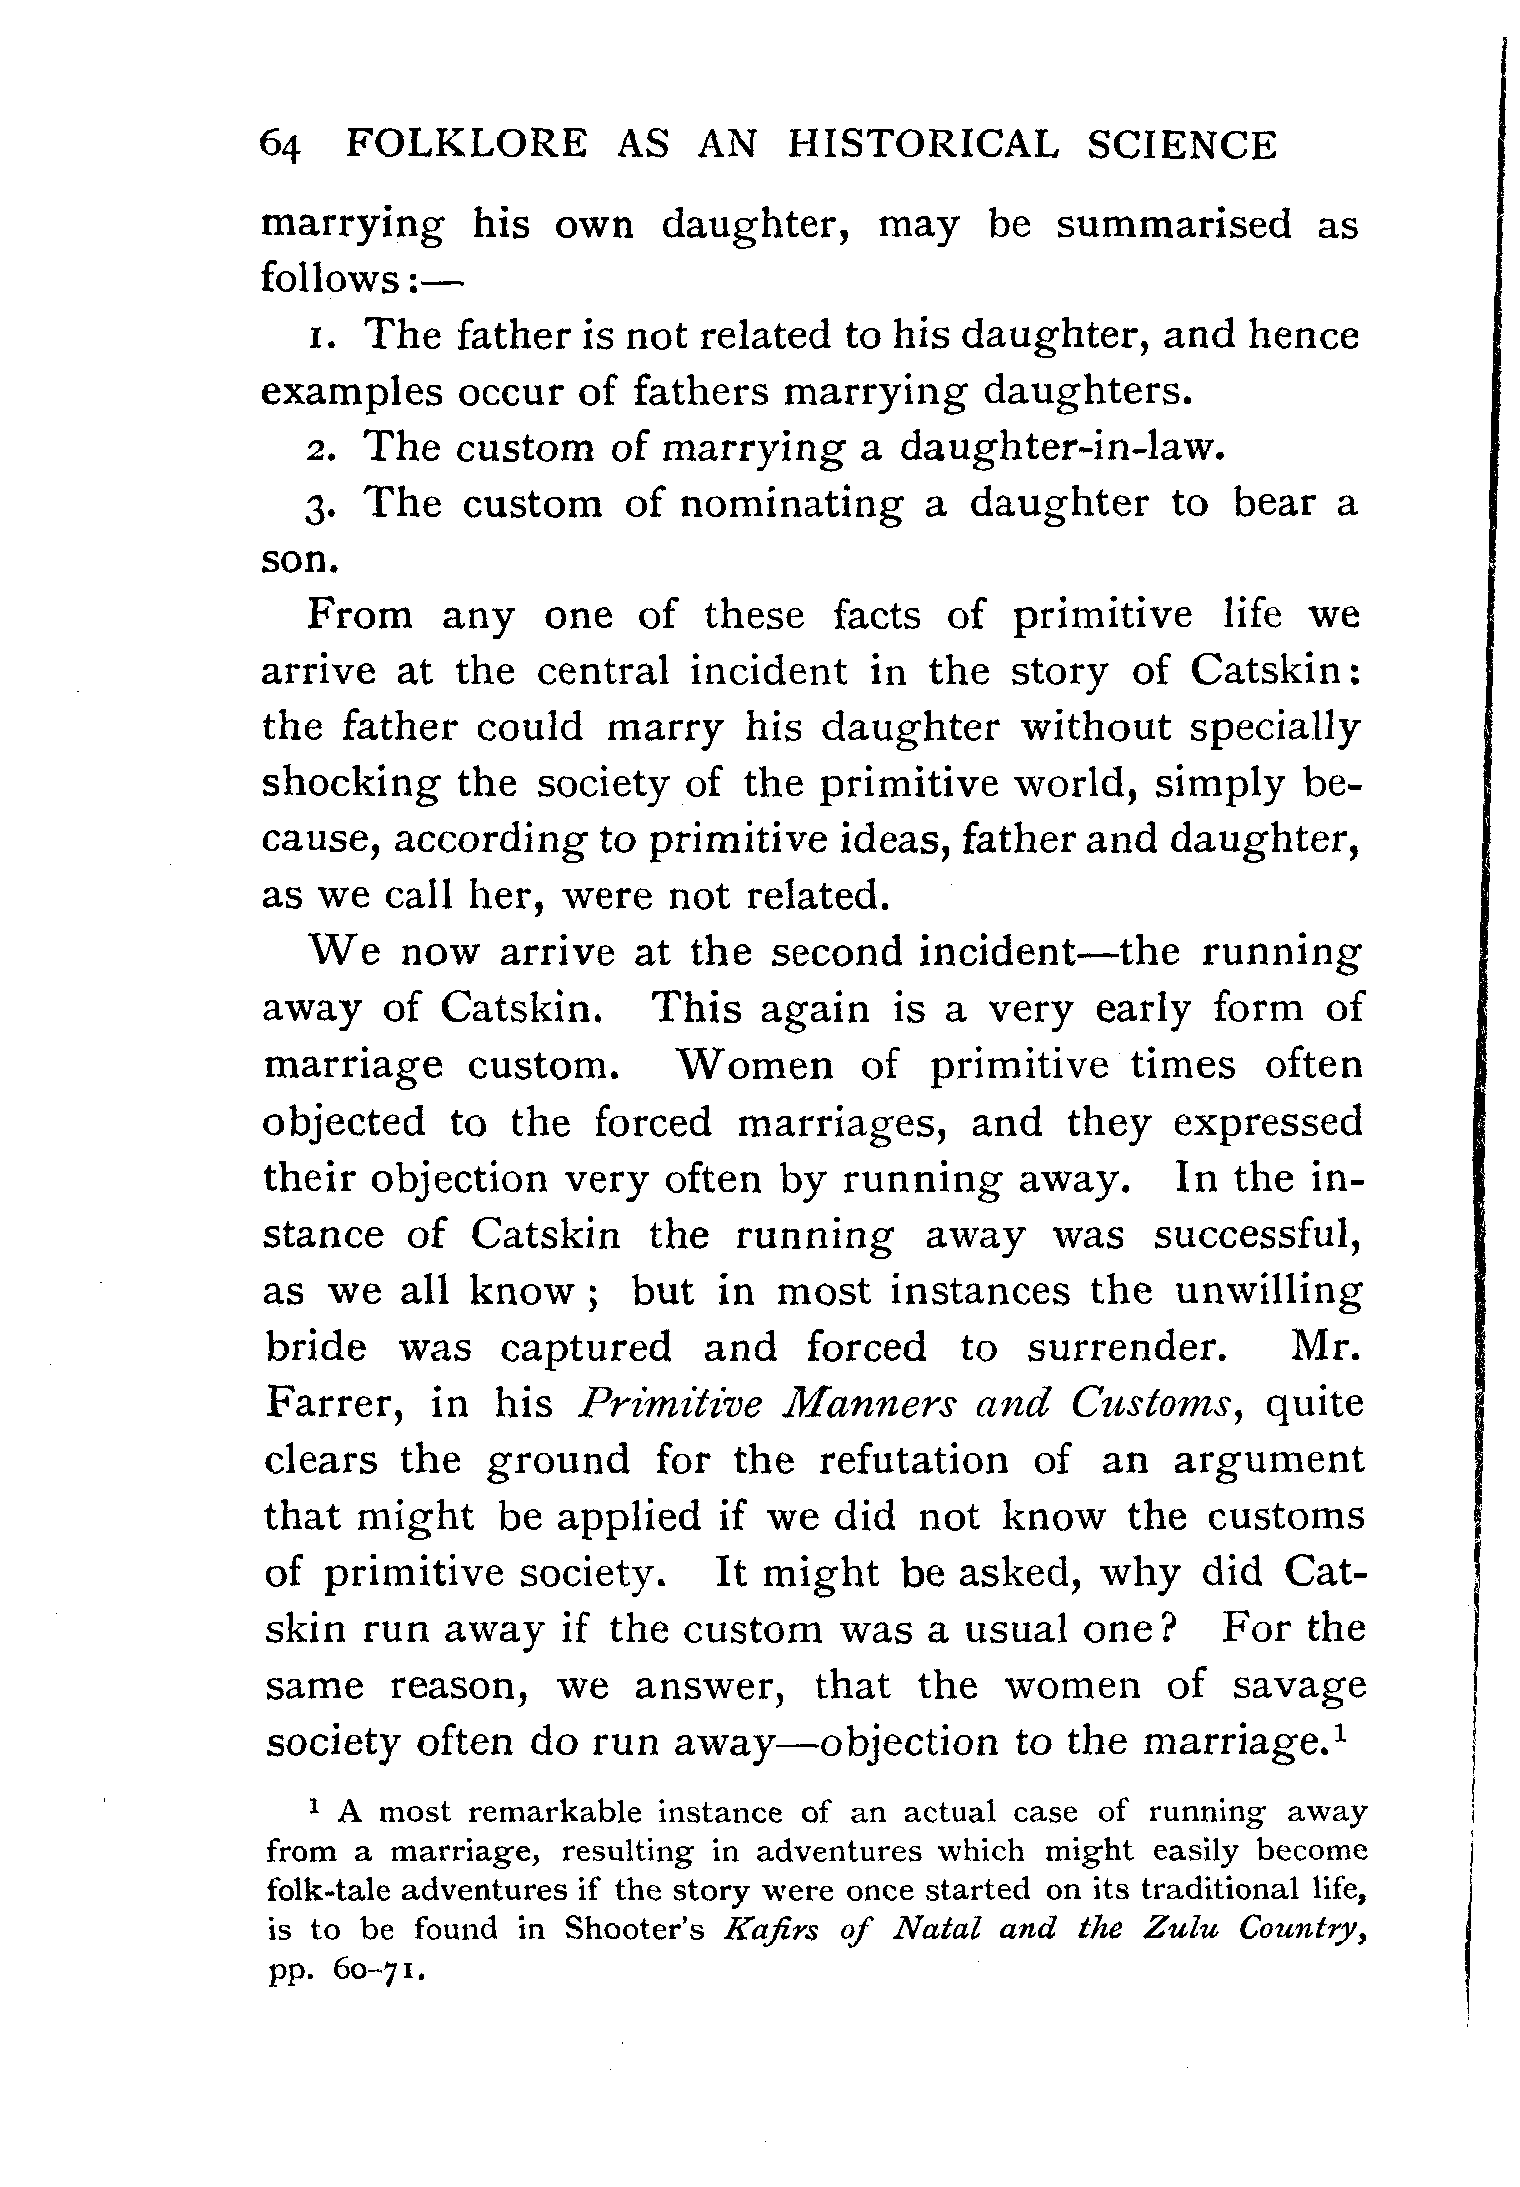 64 FOLKLORE AS AN HISTORICAL SCIENCE
marrying his own daughter, may be summarised as
follows:—
1. The father is not related to his daughter, and hence
examples occur of fathers marrying daughters.
2. The custom of marrying a daughter-in-law.
3. The custom of nominating a daughter to bear a
son.
From any one of these facts of primitive life we
arrive at the central incident in the story of Catskin:
the father could marry his daughter without specially
shocking the society of the primitive world, simply be-
cause, according to primitive ideas, father and daughter,
as we call her, were not related.
We now arrive at the second incident—the running
away of Catskin. This again is a very early form of
marriage custom. Women of primitive times often
objected to the forced marriages, and they expressed
their objection very often by running away. In the in-
stance of Catskin the running away was successful,
as we all know; but in most instances the unwilling
bride was captured and forced to surrender. Mr.
Farrer, in his Primitive Manners and Customs, quite
clears the ground for the refutation of an argument
that might be applied if we did not know the customs
of primitive society. It might be asked, why did Cat-
skin run away if the custom was a usual one? For the
same reason, we answer, that the women of savage
society often do run away—objection to the marriage.¹
¹ A most remarkable instance of an actual case of running away
from a marriage, resulting in adventures which might easily become
folk-tale adventures if the story were once started on its traditional life,
is to be found in Shooter's Kafirs of Natal and the Zulu Country,
pp. 60-71.